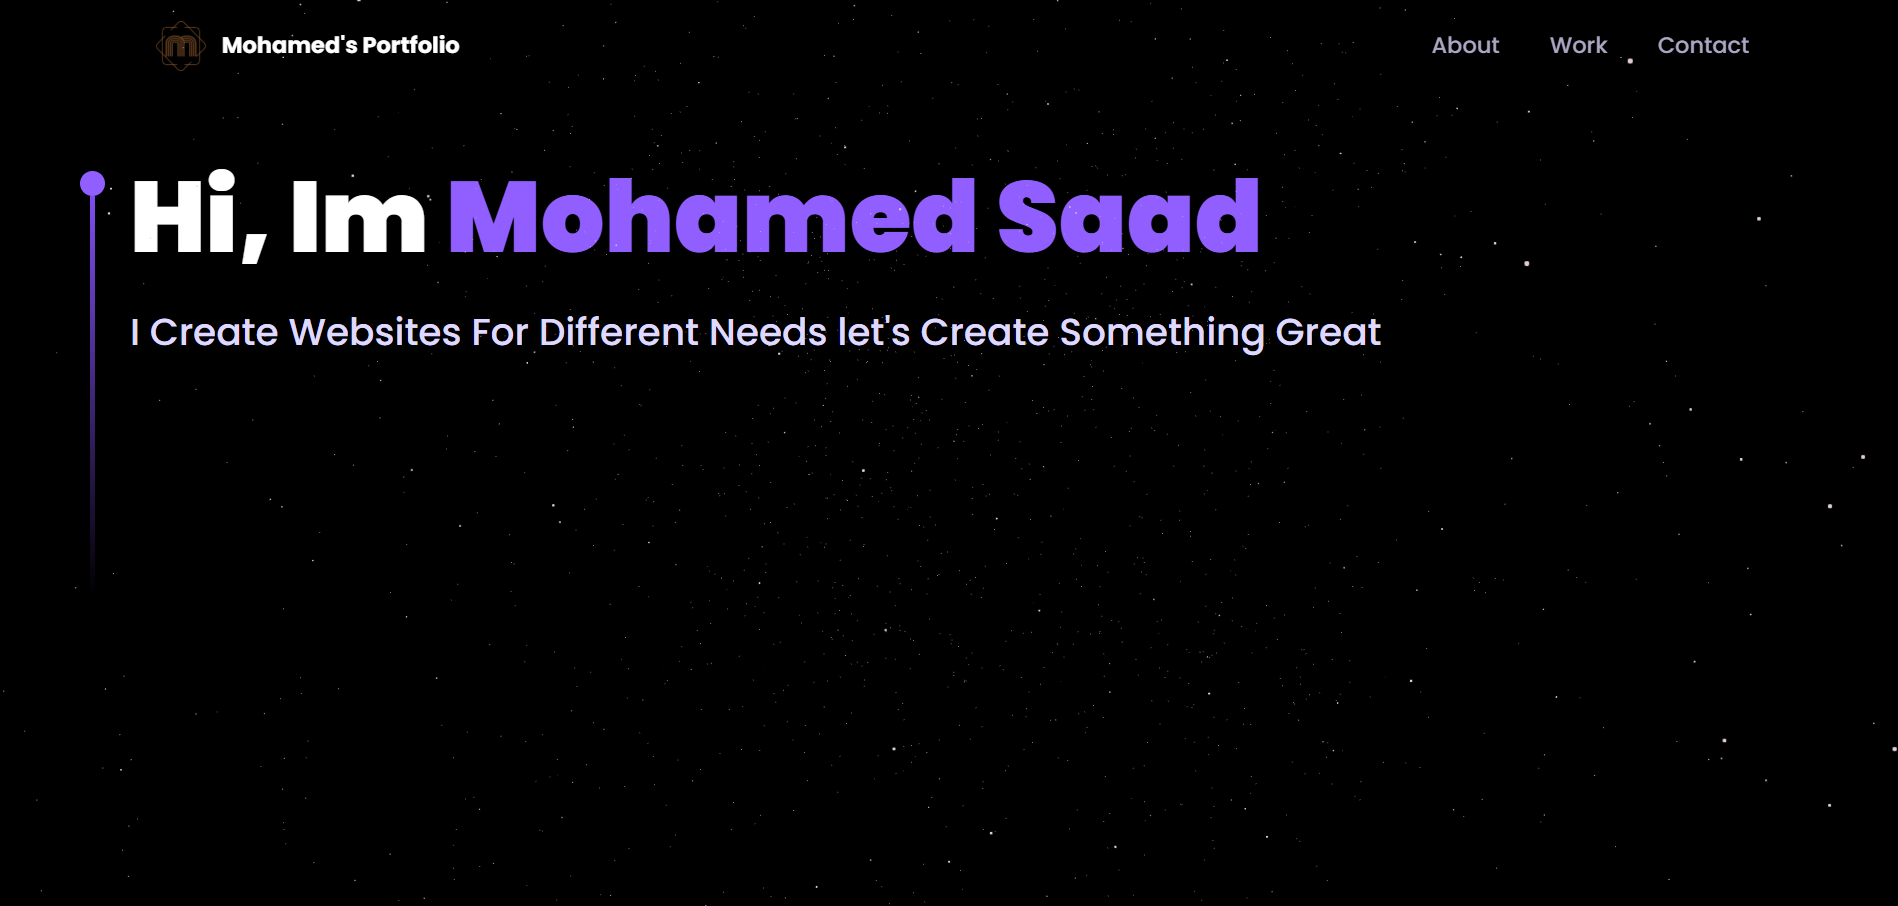 Mohamed's Portfolio
About Work Contact
Hi, Im Mohamed Saad
I Create Websites For Different Needs let's Create Something Great